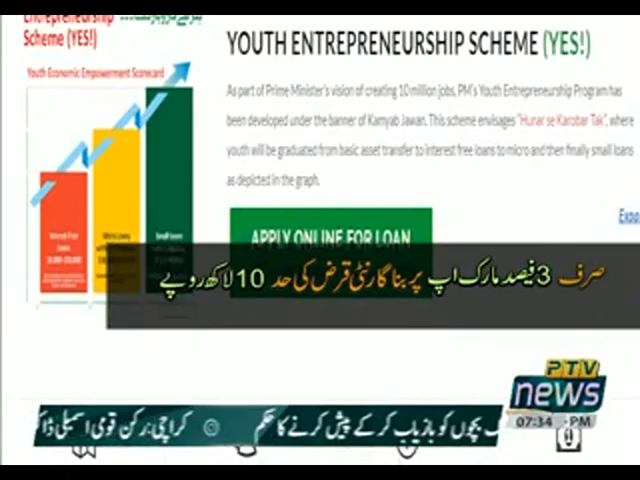 Entrepreneurship
Scheme (YES!)
Youth Economic Empowerment Scorecard
YOUTH ENTREPRENEURSHIP SCHEME (YES!)
As part of Prime Minister's vision of creating 10 million jobs, PM's Youth Entrepreneurship Program has
been developed under the banner of Kamyab Jawan. This scheme envisages "Hunar se Karobar Tak", where
youth will be graduated from basic asset transfer to interest free loans to micro and then finally small loans
as depicted in the graph.
APPLY ONLINE FOR LOAN
صرف 3 فیصد مارک اپ پر بنا گارنٹی قرض کی حد 10 لاکھ روپے
PTV
news
07:34 PM
بچوں کو بازیاب کر کے پیش کرنے کا حکم
کراچی: رکن قومی اسمبلی